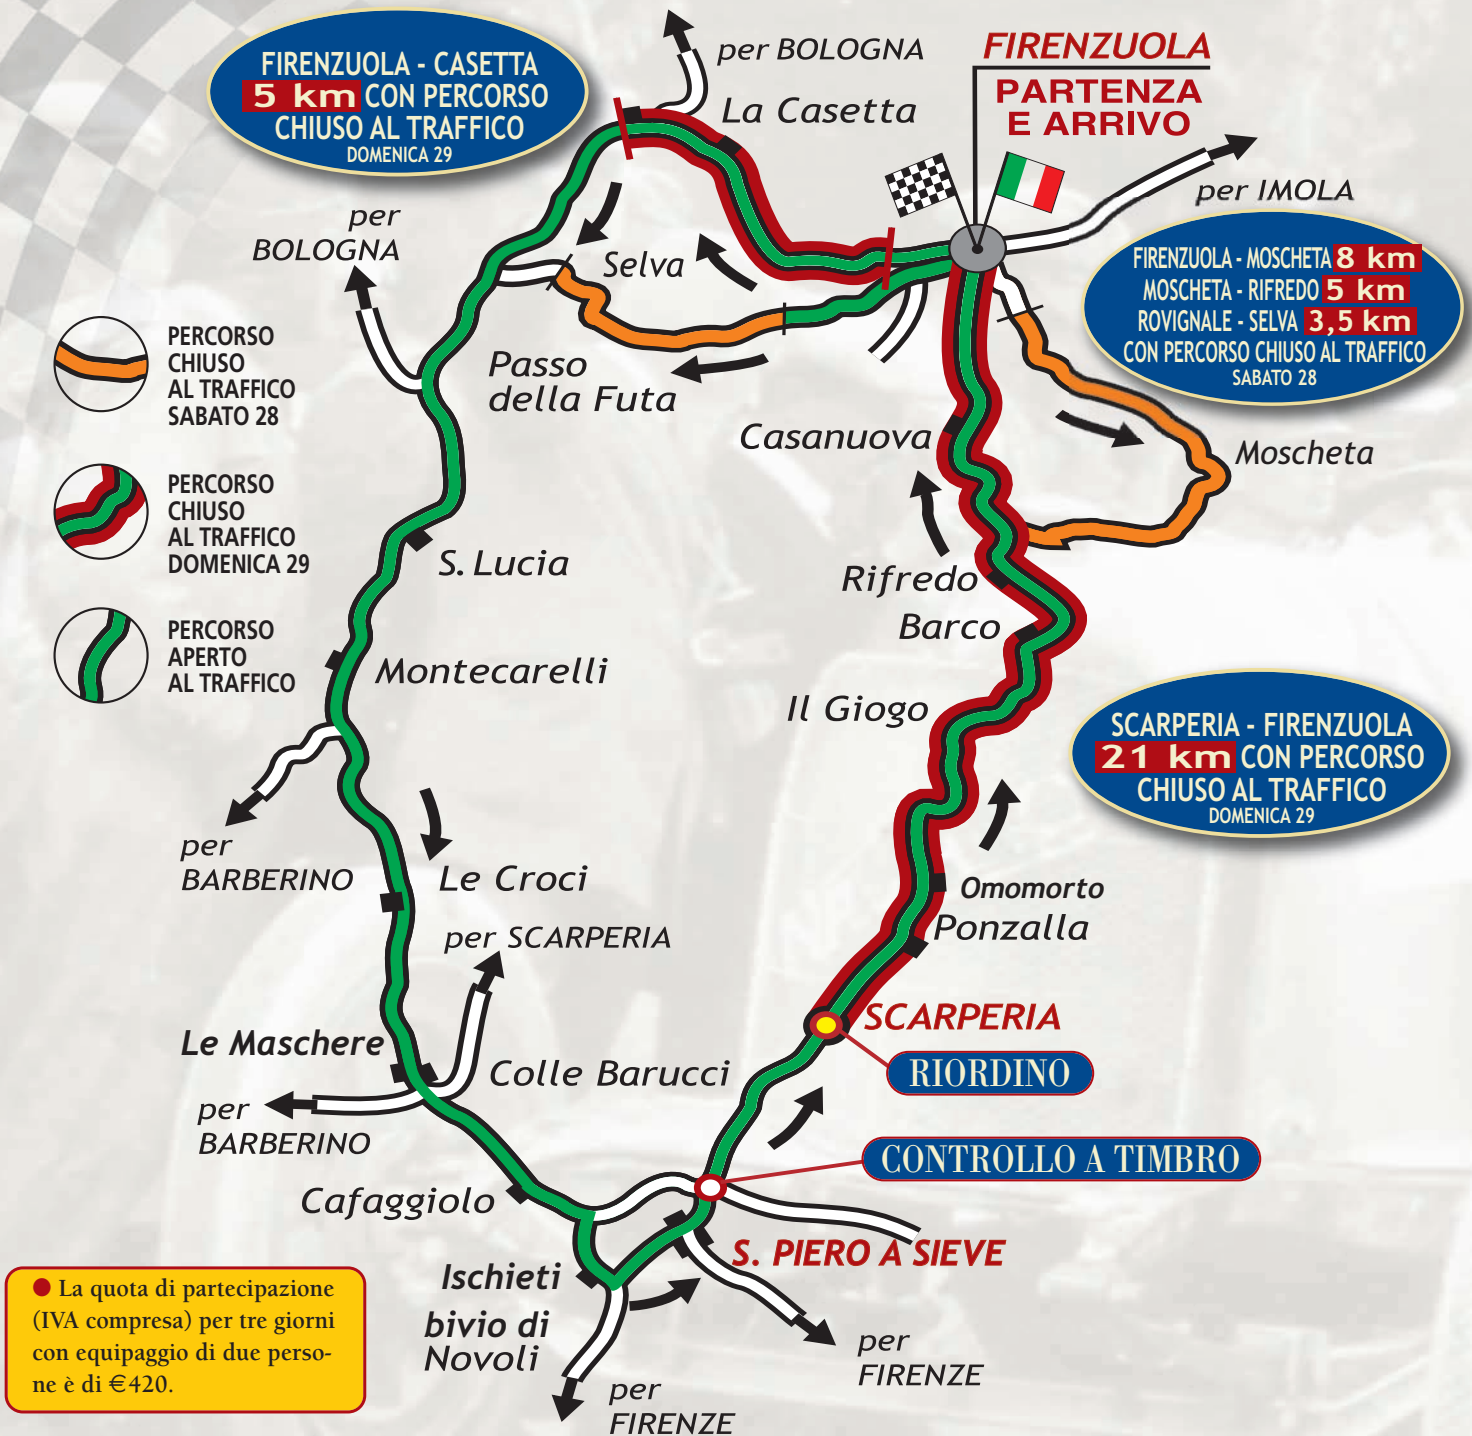 FIRENZUOLA - CASETTA
5 km CON PERCORSO
CHIUSO AL TRAFFICO
DOMENICA 29
per BOLOGNA
La Casetta
FIRENZUOLA
PARTENZA
E ARRIVO
per IMOLA
FIRENZUOLA - MOSCHETA 8 km
MOSCHETA - RIFREDO 5 km
ROVIGNALE - SELVA 3,5 km
CON PERCORSO CHIUSO AL TRAFFICO
SABATO 28
per
BOLOGNA
Selva
Passo
della Futa
PERCORSO
CHIUSO
AL TRAFFICO
SABATO 28
PERCORSO
CHIUSO
AL TRAFFICO
DOMENICA 29
PERCORSO
APERTO
AL TRAFFICO
Casanuova
Moscheta
S. Lucia
Rifredo
Barco
Montecarelli
Il Giogo
SCARPERIA - FIRENZUOLA
21 km CON PERCORSO
CHIUSO AL TRAFFICO
DOMENICA 29
per
BARBERINO
Le Croci
Omomorto
Ponzalla
per SCARPERIA
SCARPERIA
RIORDINO
Le Maschere
Colle Barucci
per
BARBERINO
CONTROLLO A TIMBRO
Cafaggiolo
S. PIERO A SIEVE
Ischieti
bivio di
Novoli
per
FIRENZE
per
FIRENZE
● La quota di partecipazione
(IVA compresa) per tre giorni
con equipaggio di due perso-
ne è di €420.